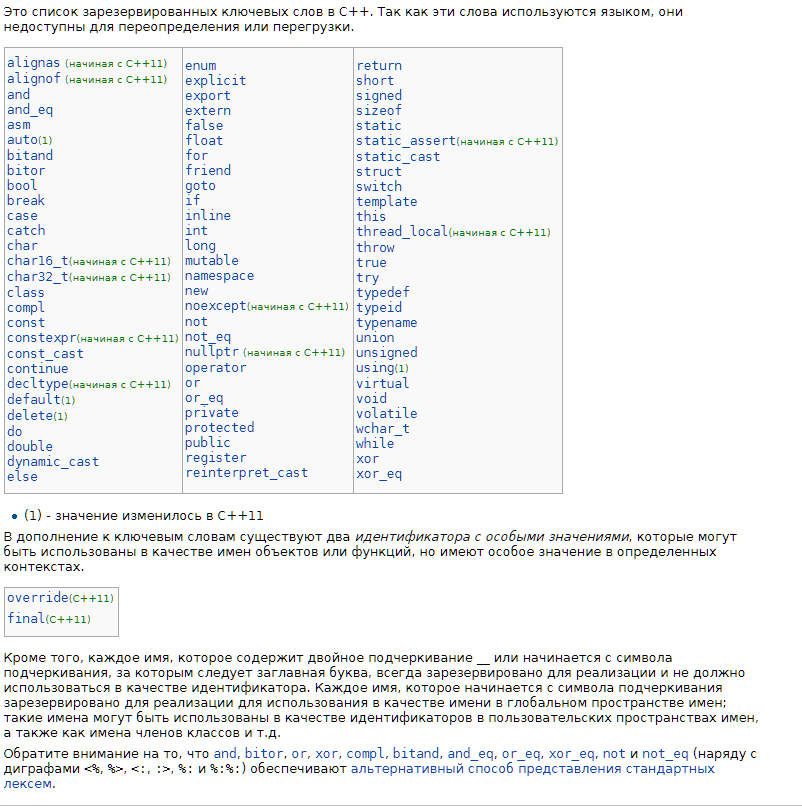 Это список зарезервированных ключевых слов в C++. Так как эти слова используются языком, они
недоступны для переопределения или перегрузки.
alignas (начиная с C++11)
alignof (начиная с C++11)
and
and_eq
asm
auto(1)
bitand
bitor
bool
break
case
catch
char
char16_t(начиная с C++11)
char32_t(начиная с C++11)
class
compl
const
constexpr(начиная с C++11)
const_cast
continue
decltype(начиная с C++11)
default(1)
delete(1)
do
double
dynamic_cast
else
enum
explicit
export
extern
false
float
for
friend
goto
if
inline
int
long
mutable
namespace
new
noexcept(начиная с C++11)
not
not_eq
nullptr (начиная с C++11)
operator
or
or_eq
private
protected
public
register
reinterpret_cast
return
short
signed
sizeof
static
static_assert(начиная с C++11)
static_cast
struct
switch
template
this
thread_local(начиная с C++11)
throw
true
try
typedef
typeid
typename
union
unsigned
using(1)
virtual
void
volatile
wchar_t
while
xor
xor_eq
• (1) - значение изменилось в C++11
В дополнение к ключевым словам существуют два идентификатора с особыми значениями, которые могут
быть использованы в качестве имен объектов или функций, но имеют особое значение в определенных
контекстах.
override(C++11)
final(C++11)
Кроме того, каждое имя, которое содержит двойное подчеркивание __ или начинается с символа
подчеркивания, за которым следует заглавная буква, всегда зарезервировано для реализации и не должно
использоваться в качестве идентификатора. Каждое имя, которое начинается с символа подчеркивания
зарезервировано для реализации для использования в качестве имени в глобальном пространстве имен;
такие имена могут быть использованы в качестве идентификаторов в пользовательских пространствах имен,
а также как имена членов классов и т.д.
Обратите внимание на то, что and, bitor, or, xor, compl, bitand, and_eq, or_eq, xor_eq, not и not_eq (наряду с
диграфами <%, %>, <:, :>, %: и %:%:) обеспечивают альтернативный способ представления стандартных
лексем.